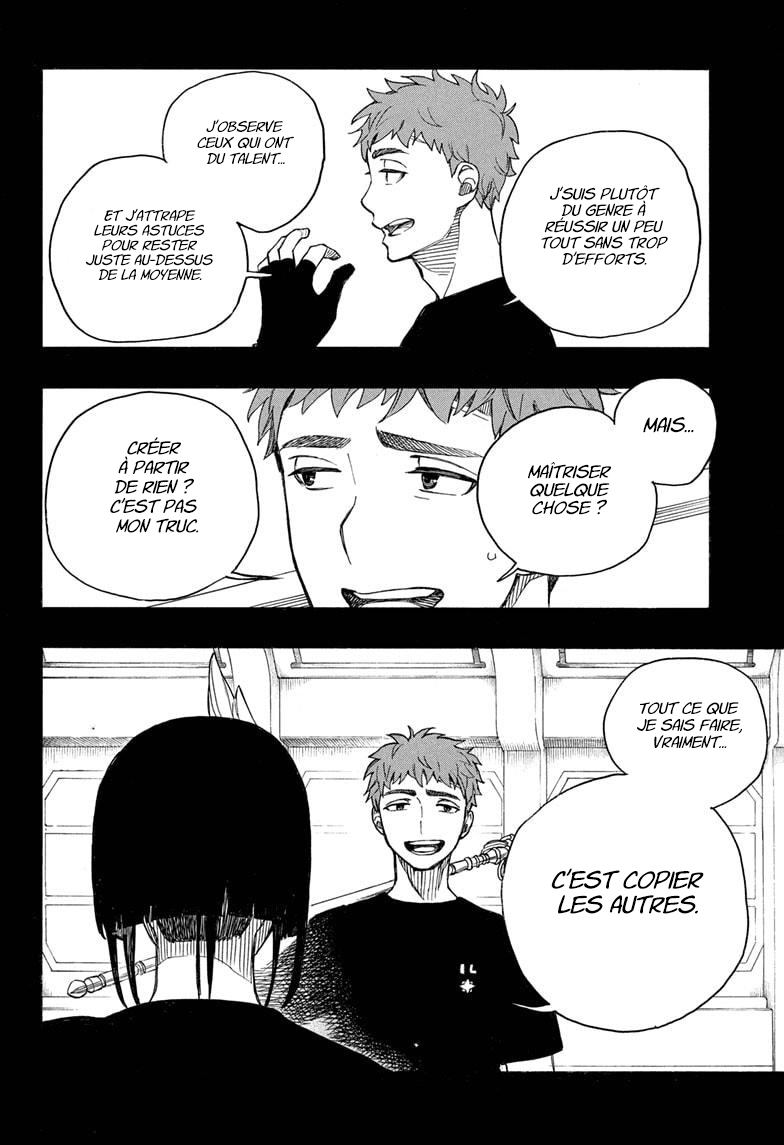 J'SUIS PLUTÔT
DU GENRE À
RÉUSSIR UN PEU
TOUT SANS TROP
D'EFFORTS.
J'OBSERVE
CEUX QUI ONT
DU TALENT...
ET J'ATTRAPE
LEURS ASTUCES
POUR RESTER
JUSTE AU-DESSUS
DE LA MOYENNE.
MAIS...
MAÎTRISER
QUELQUE
CHOSE ?
CRÉER
À PARTIR
DE RIEN ?
C'EST PAS
MON TRUC.
TOUT CE QUE
JE SAIS FAIRE,
VRAIMENT...
C'EST COPIER
LES AUTRES.
IL